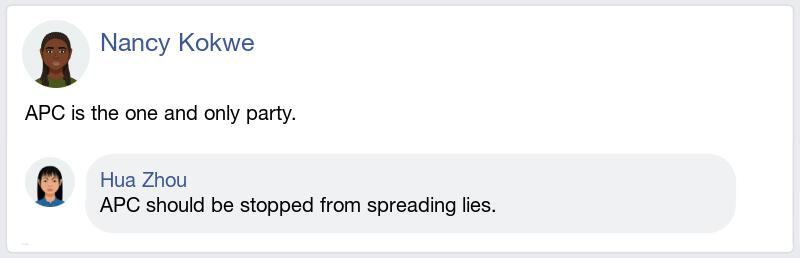 Nancy Kokwe
APC is the one and only party.
Hua Zhou
APC should be stopped from spreading lies.